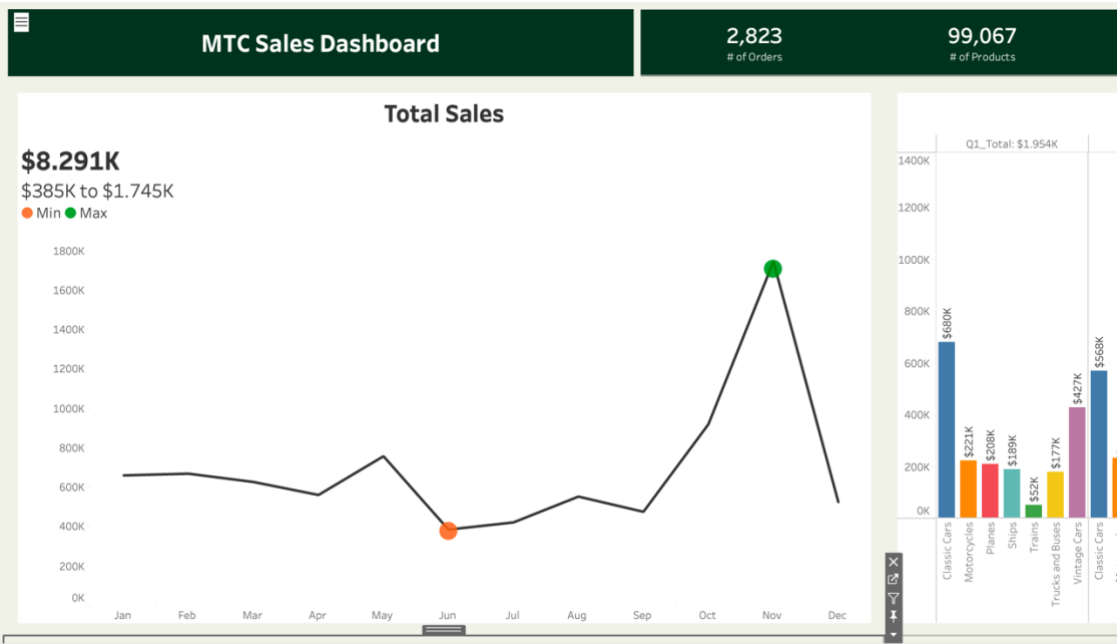 MTC Sales Dashboard
2,823
# of Orders
99,067
# of Products
Total Sales
$8.291K
$385K to $1.745K
Min Max
1800K
1600K
1400K
1200K
1000K
800K
600K
400K
200K
0K
Jan Feb Mar Apr May Jun Jul Aug Sep Oct Nov Dec
Q1_Total: $1.954K
1400K
1200K
1000K
800K
600K
400K
200K
0K
$680K
$221K
$208K
$189K
$52K
$177K
$427K
$568K
Classic Cars
Motorcycles
Planes
Ships
Trains
Trucks and Buses
Vintage Cars
Classic Cars